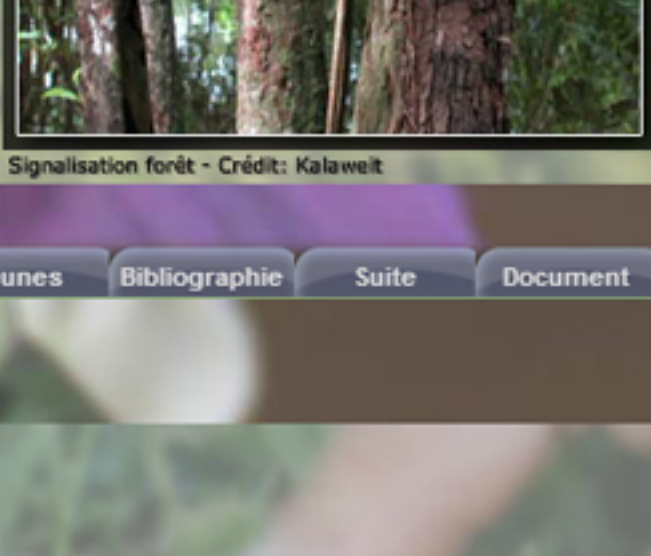 Signalisation forêt - Crédit: Kalaweit
unes Bibliographie Suite Document